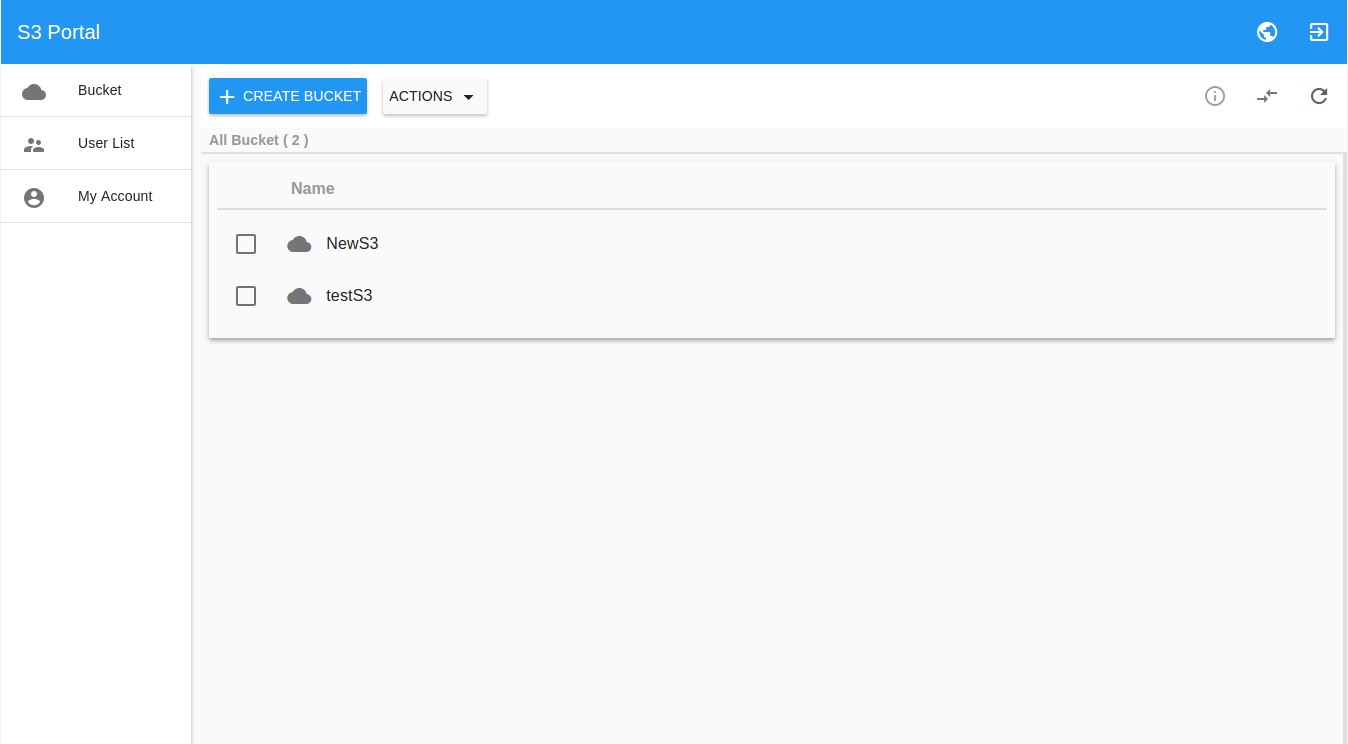 S3 Portal
Bucket
User List
My Account
CREATE BUCKET
ACTIONS
All Bucket ( 2 )
Name
NewS3
testS3